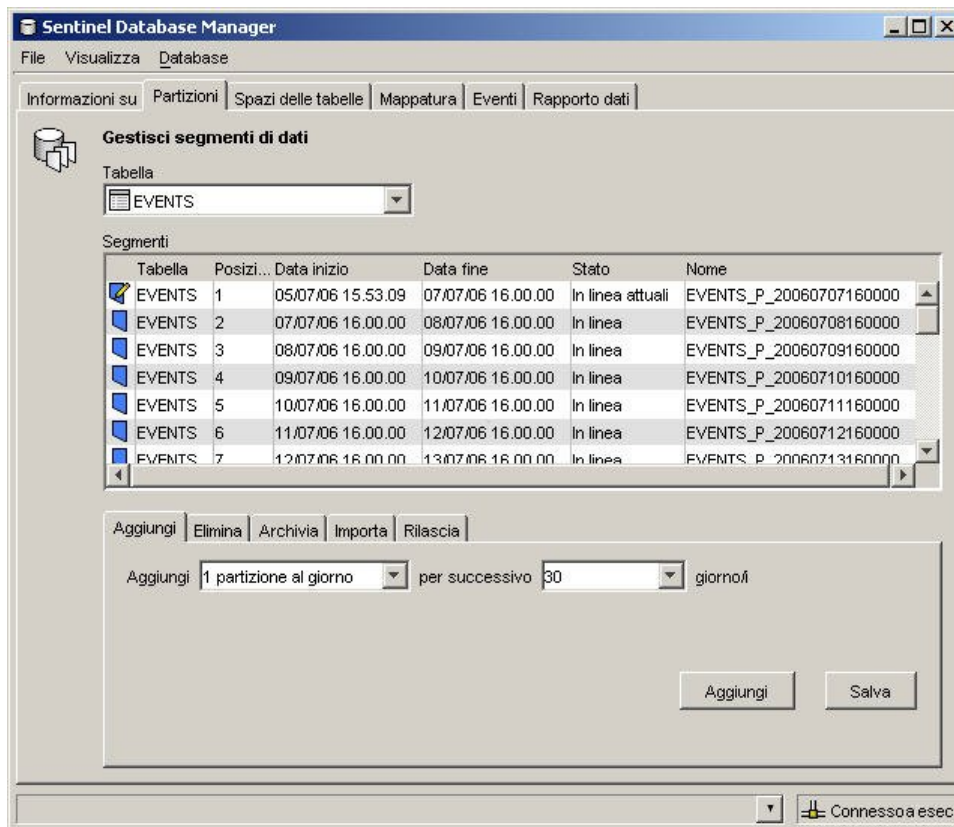 Sentinel Database Manager
File Visualizza Database
Informazioni su Partizioni Spazi delle tabelle Mappatura Eventi Rapporto dati
Gestisci segmenti di dati
Tabella
EVENTS
Segmenti
Tabella Posizi... Data inizio Data fine Stato Nome
EVENTS 1 05/07/06 15.53.09 07/07/06 16.00.00 In linea attuali EVENTS_P_20060707160000
EVENTS 2 07/07/06 16.00.00 08/07/06 16.00.00 In linea EVENTS_P_20060708160000
EVENTS 3 08/07/06 16.00.00 09/07/06 16.00.00 In linea EVENTS_P_20060709160000
EVENTS 4 09/07/06 16.00.00 10/07/06 16.00.00 In linea EVENTS_P_20060710160000
EVENTS 5 10/07/06 16.00.00 11/07/06 16.00.00 In linea EVENTS_P_20060711160000
EVENTS 6 11/07/06 16.00.00 12/07/06 16.00.00 In linea EVENTS_P_20060712160000
EVENTS 7 12/07/06 16.00.00 13/07/06 16.00.00 In linea EVENTS_P_20060713160000
Aggiungi Elimina Archivia Importa Rilascia
Aggiungi 1 partizione al giorno per successivo 30 giorno/i
Aggiungi Salva
Connesso a esec